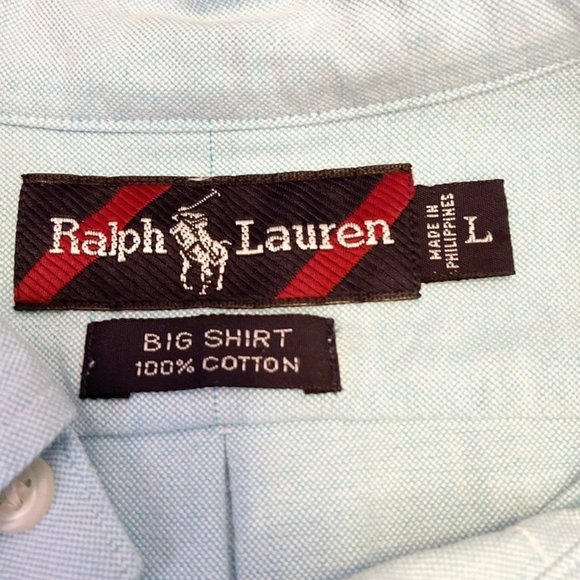 Ralph Lauren
MADE IN
PHILIPPINES
L
BIG SHIRT
100% COTTON